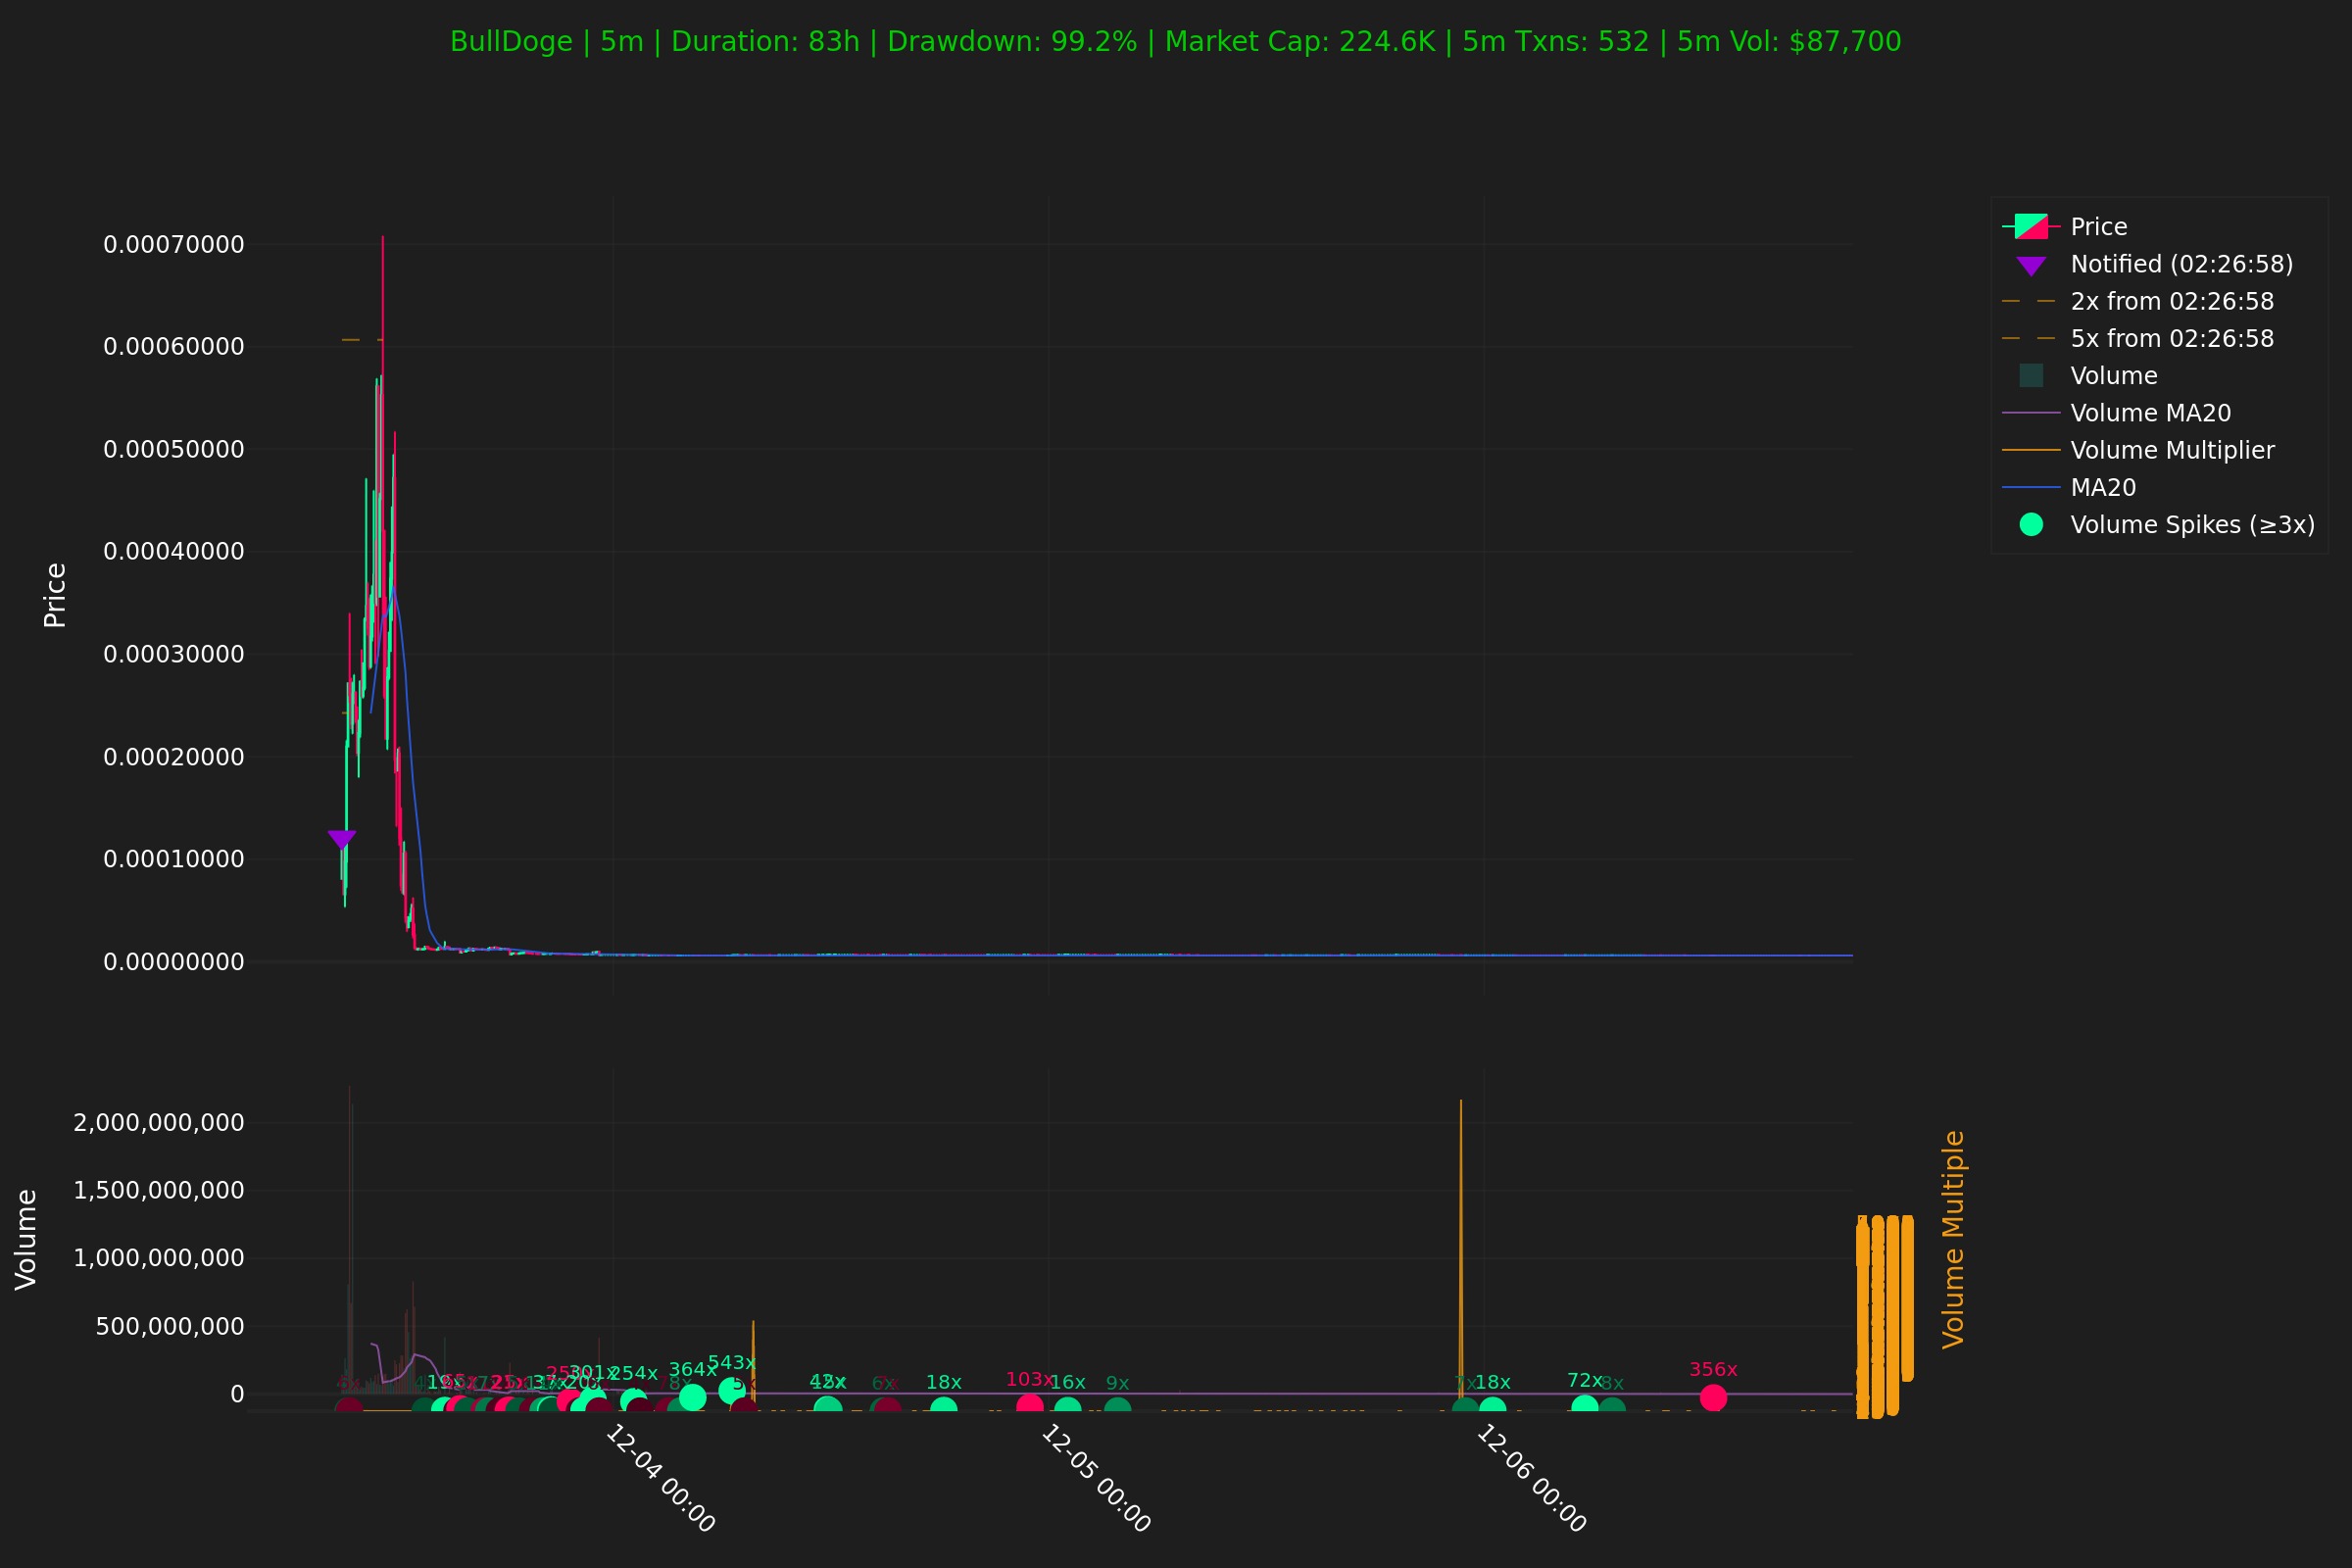 BullDoge | 5m | Duration: 83h | Drawdown: 99.2% | Market Cap: 224.6K | 5m Txns: 532 | 5m Vol: $87,700
Price
0.00070000
0.00060000
0.00050000
0.00040000
0.00030000
0.00020000
0.00010000
0.00000000
Price
Notified (02:26:58)
2x from 02:26:58
5x from 02:26:58
Volume
Volume MA20
Volume Multiplier
MA20
Volume Spikes (≥3x)
Volume
2,000,000,000
1,500,000,000
1,000,000,000
500,000,000
0
301x
254x
364x
543x
18x
103x
16x
9x
18x
72x
8x
356x
Volume Multiple
12-04 00:00
12-05 00:00
12-06 00:00